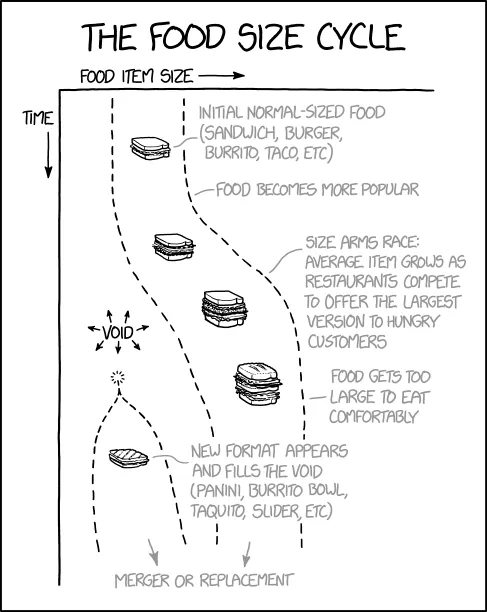 THE FOOD SIZE CYCLE
FOOD ITEM SIZE
TIME
INITIAL NORMAL-SIZED FOOD
(SANDWICH, BURGER,
BURRITO, TACO, ETC)
FOOD BECOMES MORE POPULAR
SIZE ARMS RACE:
AVERAGE ITEM GROWS AS
RESTAURANTS COMPETE
TO OFFER THE LARGEST
VERSION TO HUNGRY
CUSTOMERS
VOID
FOOD GETS TOO
LARGE TO EAT
COMFORTABLY
NEW FORMAT APPEARS
AND FILLS THE VOID
(PANINI, BURRITO BOWL,
TAQUITO, SLIDER, ETC)
MERGER OR REPLACEMENT